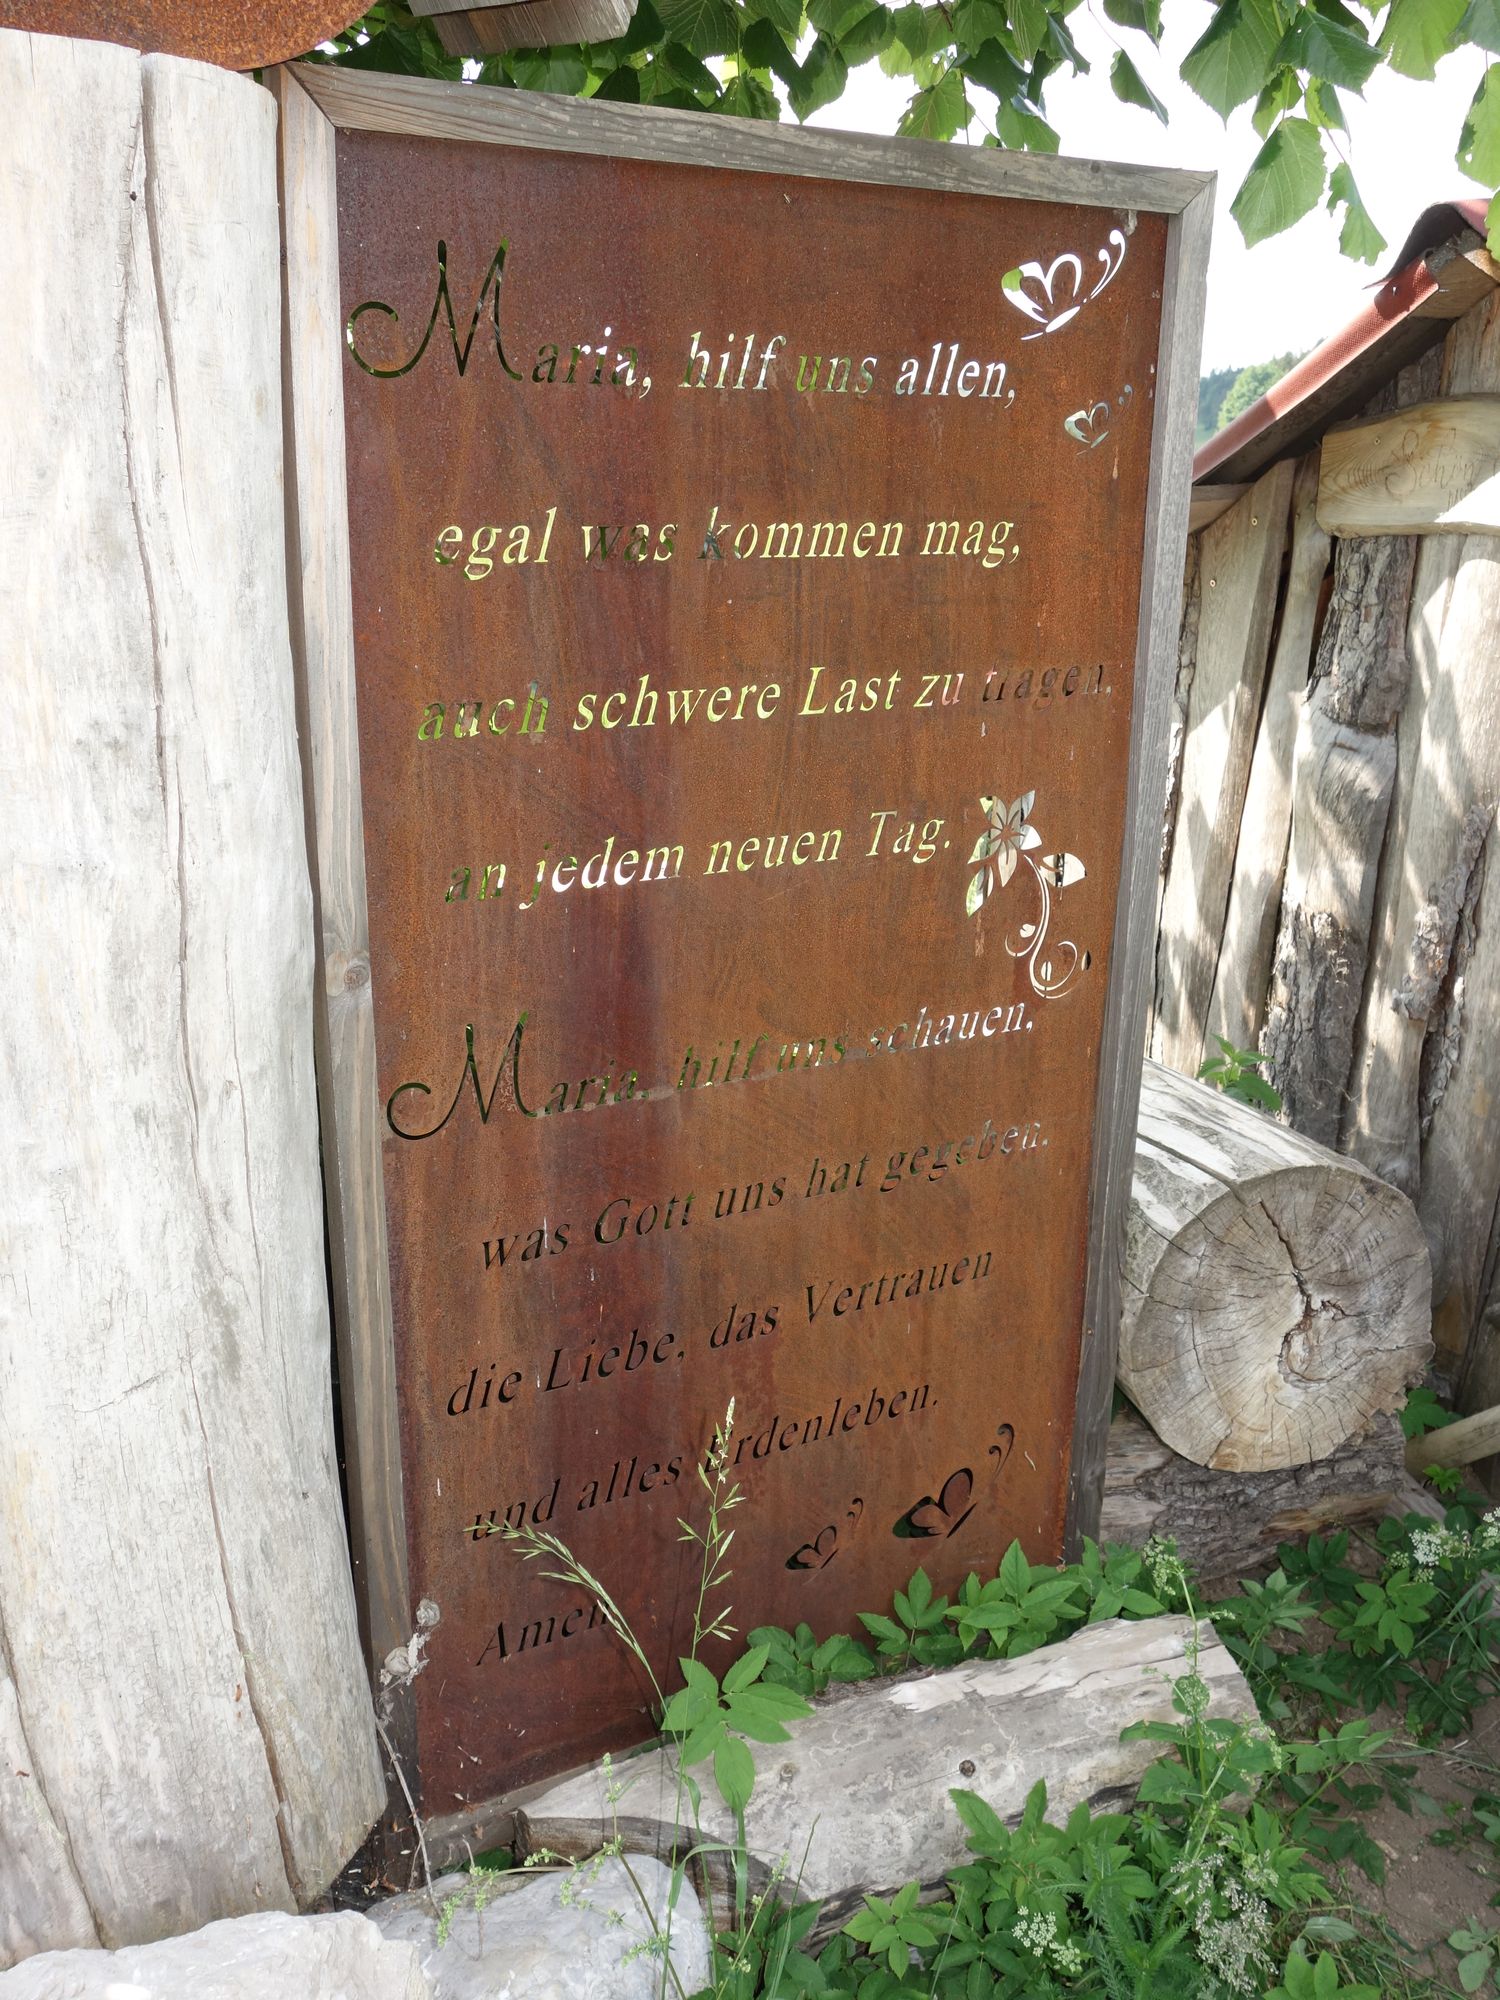 Maria, hilf uns allen,
egal was kommen mag,
auch schwere Last zu tragen,
an jedem neuen Tag.
Maria, hilf uns schauen,
was Gott uns hat gegeben.
die Liebe, das Vertrauen
und alles Erdenleben.
Amen